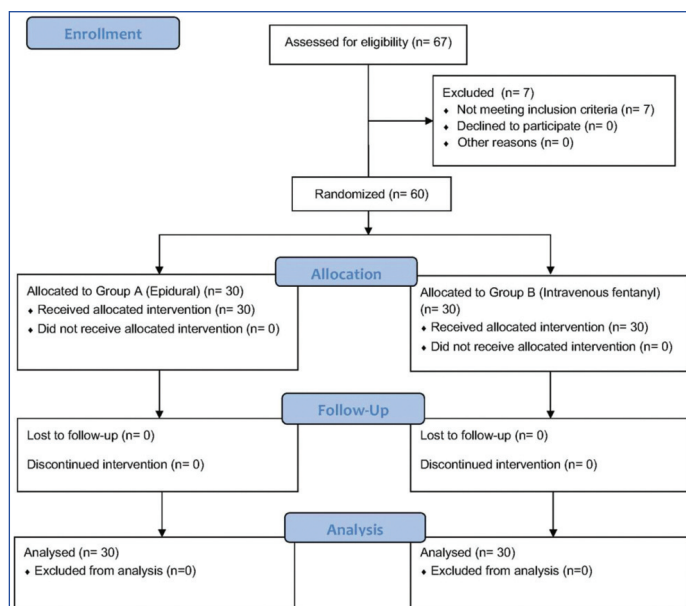 Enrollment
Assessed for eligibility (n= 67)
Excluded (n= 7)
♦ Not meeting inclusion criteria (n= 7)
♦ Declined to participate (n= 0)
♦ Other reasons (n= 0)
Randomized (n= 60)
Allocation
Allocated to Group A (Epidural) (n= 30)
♦ Received allocated intervention (n= 30)
♦ Did not receive allocated intervention (n= 0)
Allocated to Group B (Intravenous fentanyl)
(n= 30)
♦ Received allocated intervention (n= 30)
♦ Did not receive allocated intervention (n= 0)
Follow-Up
Lost to follow-up (n= 0)
Discontinued intervention (n= 0)
Lost to follow-up (n= 0)
Discontinued intervention (n= 0)
Analysis
Analysed (n= 30)
♦ Excluded from analysis (n=0)
Analysed (n= 30)
♦ Excluded from analysis (n=0)